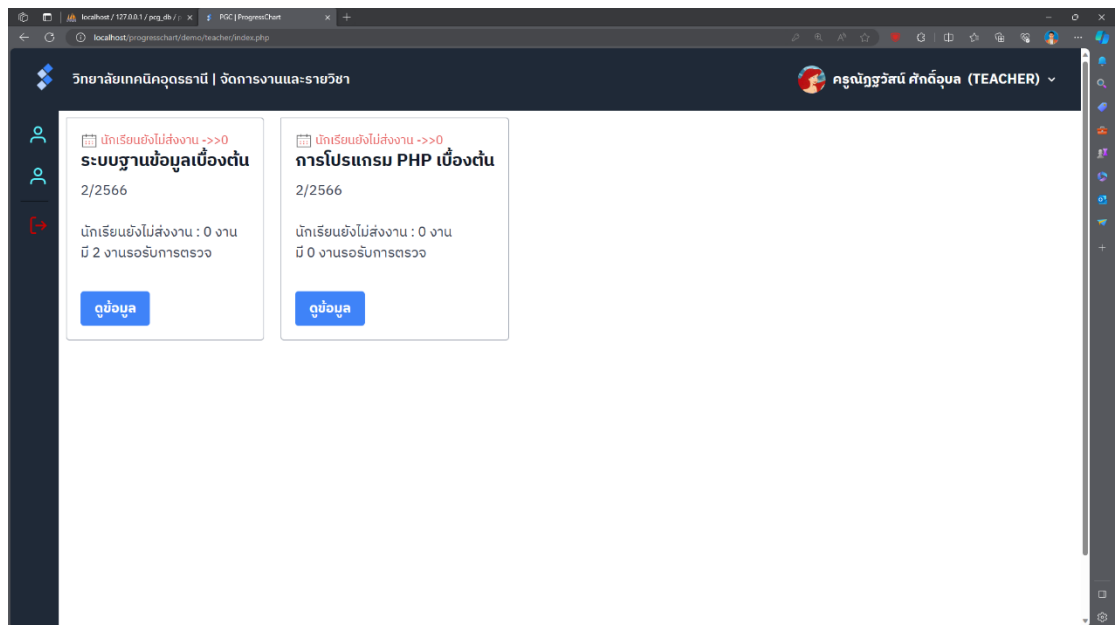 localhost / 127.0.0.1 / pcg_db / p
PGC | ProgressChart
localhost/progresschart/demo/teacher/index.php
วิทยาลัยเทคนิคอุดรธานี | จัดการงานและรายวิชา
ครูณัฏฐวัสน์ ศักดิ์อุบล (TEACHER)
นักเรียนยังไม่ส่งงาน ->>0
ระบบฐานข้อมูลเบื้องต้น
2/2566
นักเรียนยังไม่ส่งงาน : 0 งาน
มี 2 งานรอรับการตรวจ
ดูข้อมูล
นักเรียนยังไม่ส่งงาน ->>0
การโปรแกรม PHP เบื้องต้น
2/2566
นักเรียนยังไม่ส่งงาน : 0 งาน
มี 0 งานรอรับการตรวจ
ดูข้อมูล